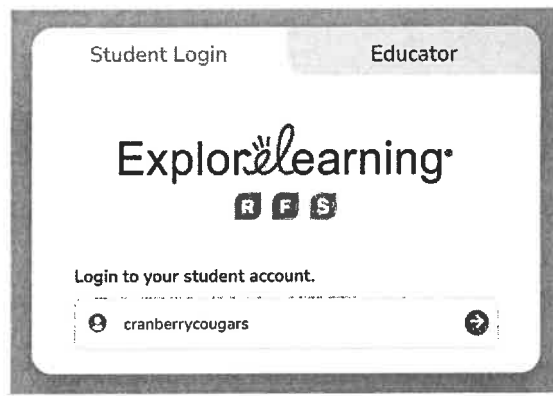 Student Login
Educator
ExploreLearning
R F S
Login to your student account.
cranberrycougars